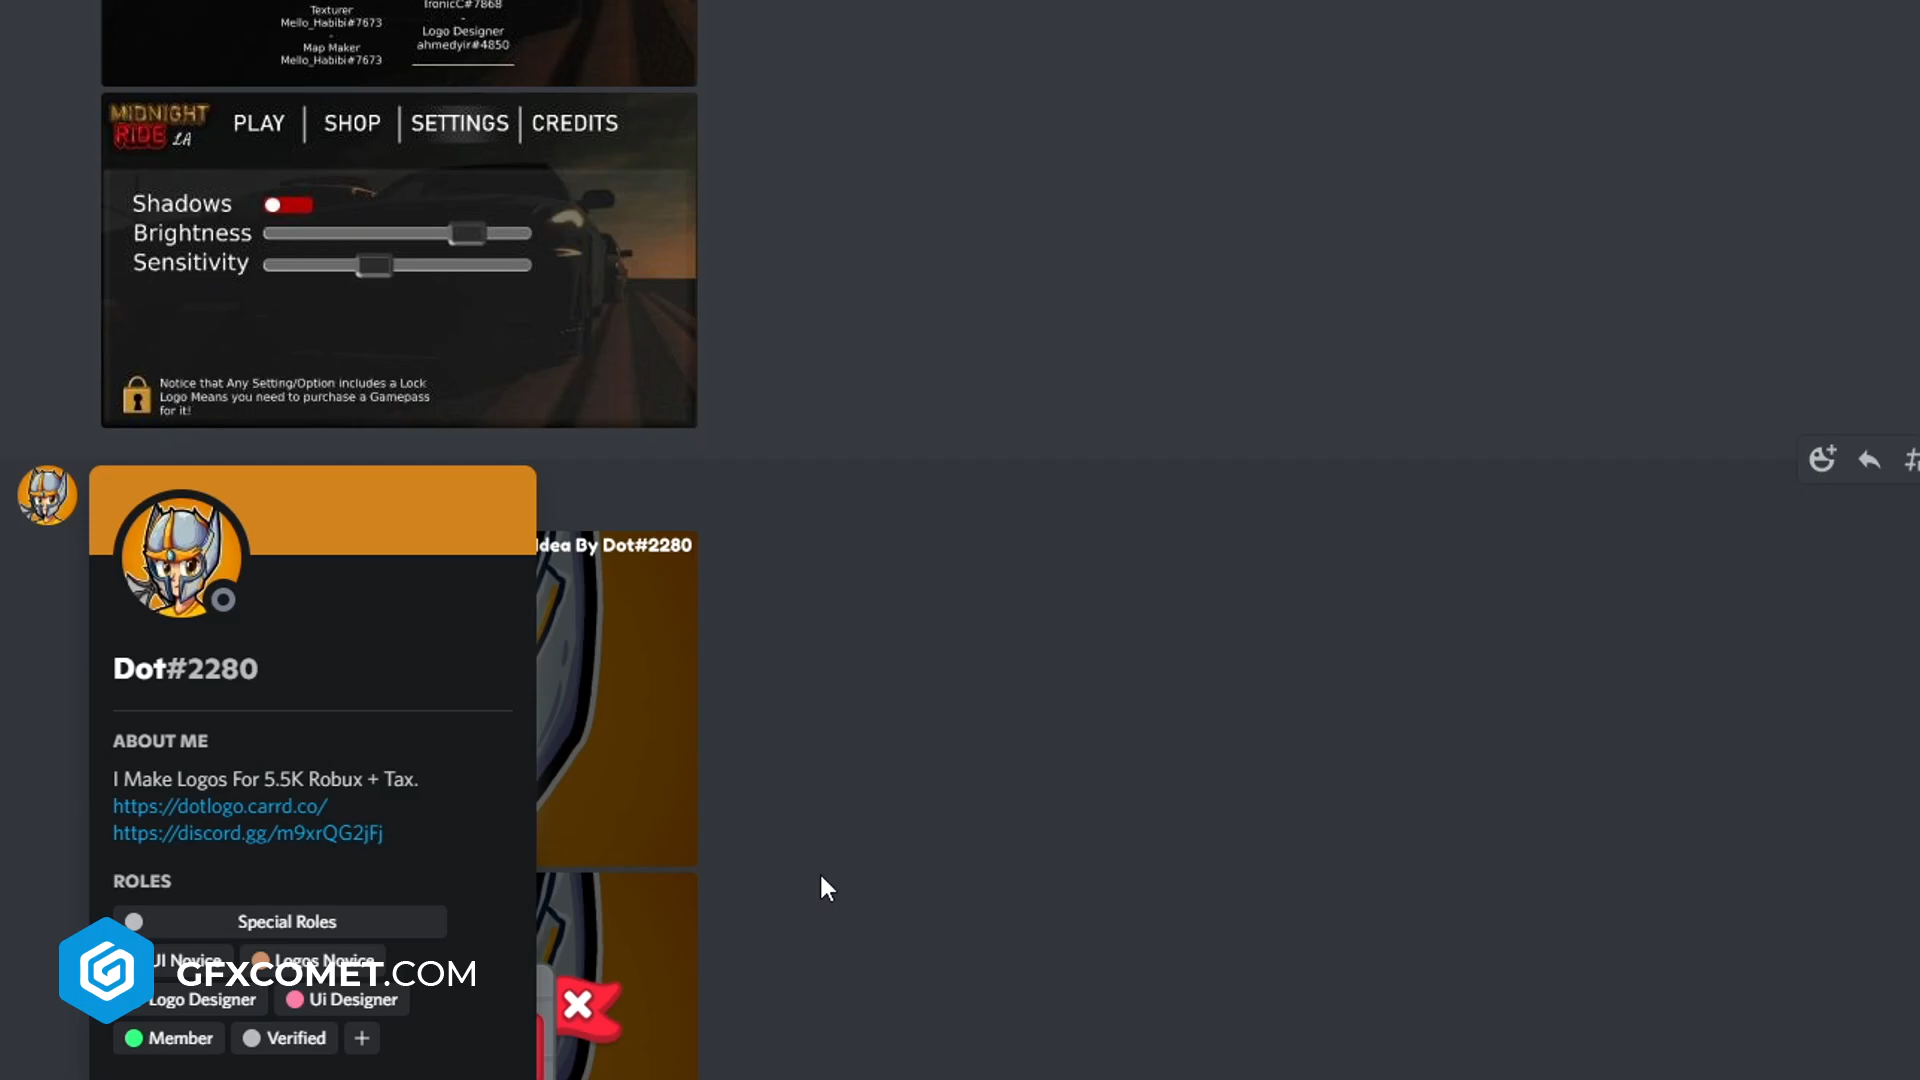 Texturer
Mello_Habibi#7673
-
Map Maker
Mello_Habibi#7673
IronicC#7868
-
Logo Designer
ahmedyir#4850
MIDNIGHT
RIDE LA
PLAY | SHOP | SETTINGS | CREDITS
Shadows
Brightness
Sensitivity
Notice that Any Setting/Option includes a Lock
Logo Means you need to purchase a Gamepass
for it!
Idea By Dot#2280
Dot#2280
ABOUT ME
I Make Logos For 5.5K Robux + Tax.
https://dotlogo.carrd.co/
https://discord.gg/m9xrQG2jFj
ROLES
Special Roles
UI Novice
Logos Novice
GFXCOMET.COM
Logo Designer
Ui Designer
Member
Verified